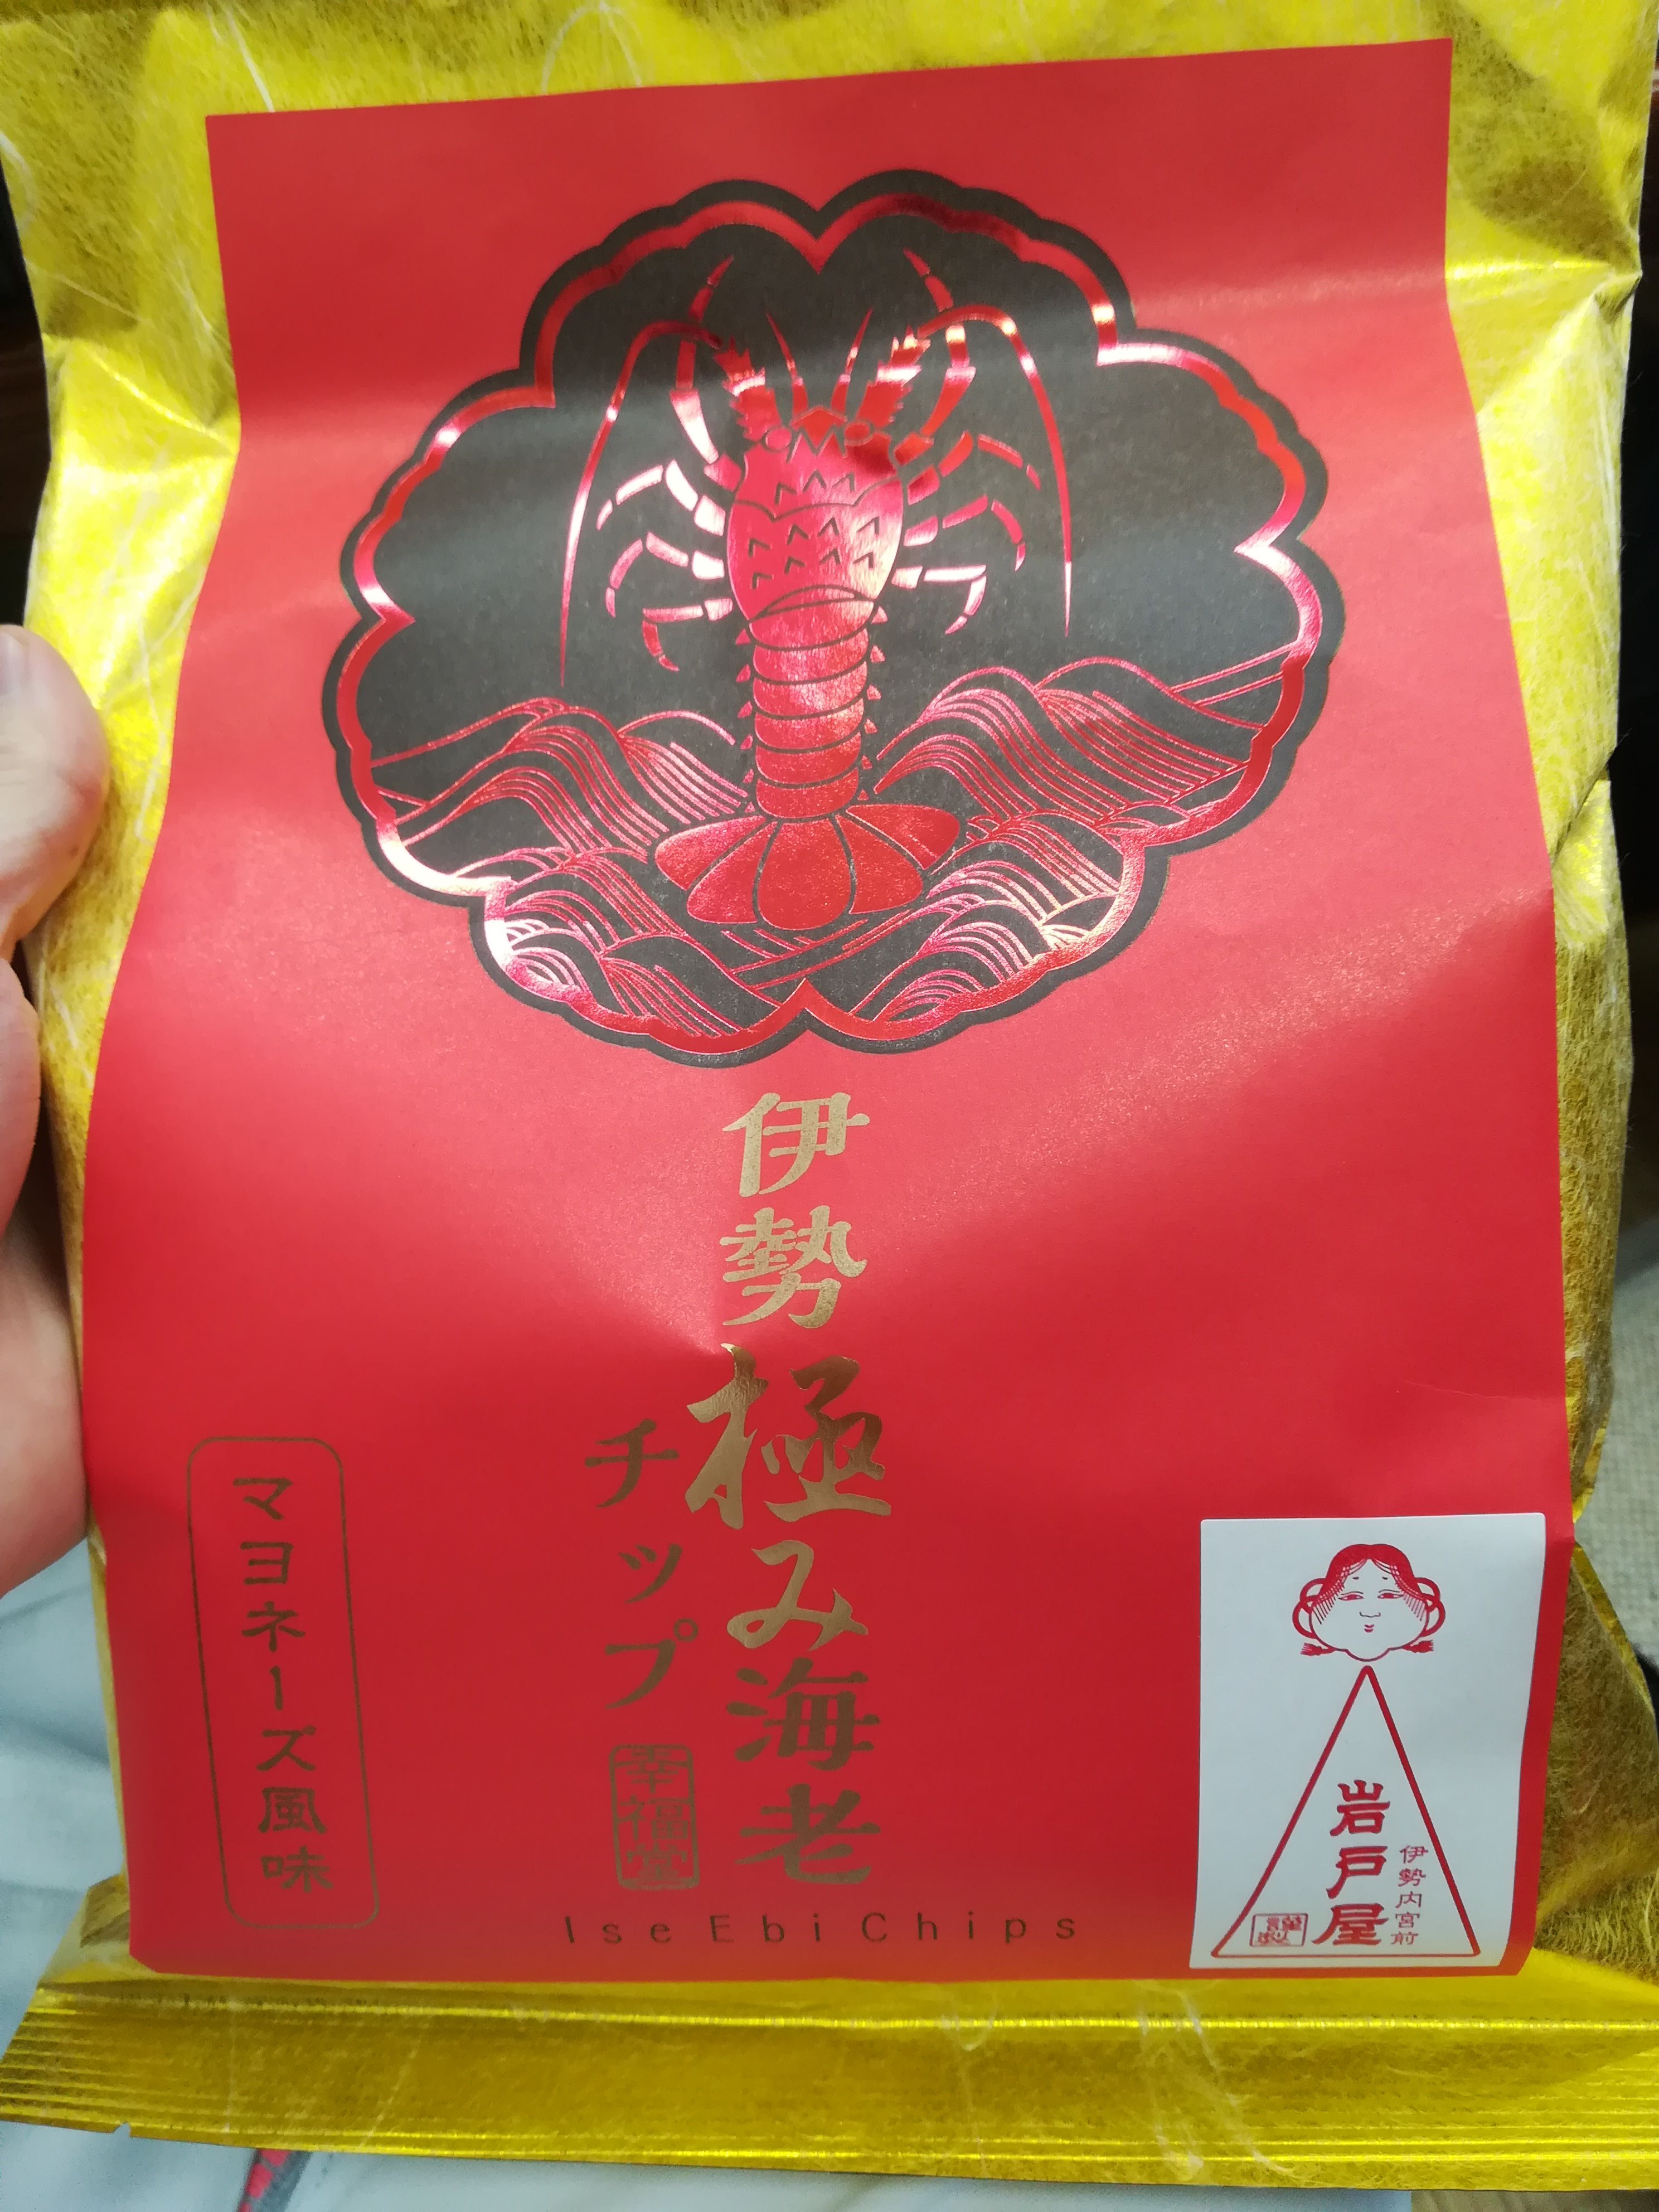 伊勢極み海老
チップ
幸福堂
マヨネーズ風味
Ise Ebi Chips
伊勢内宮前
岩戸屋
謹製